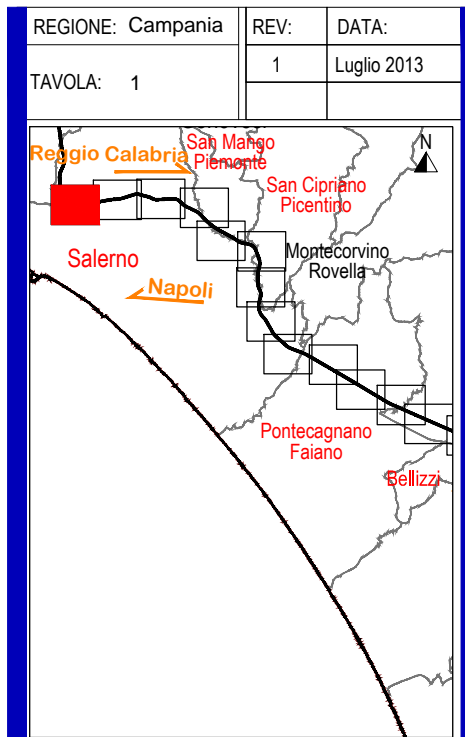 REGIONE: Campania
REV:
DATA:
1
Luglio 2013
TAVOLA: 1
San Mango
Piemonte
Reggio Calabria
N
San Cipriano
Picentino
Salerno
Montecorvino
Rovella
Napoli
Pontecagnano
Faiano
Bellizzi